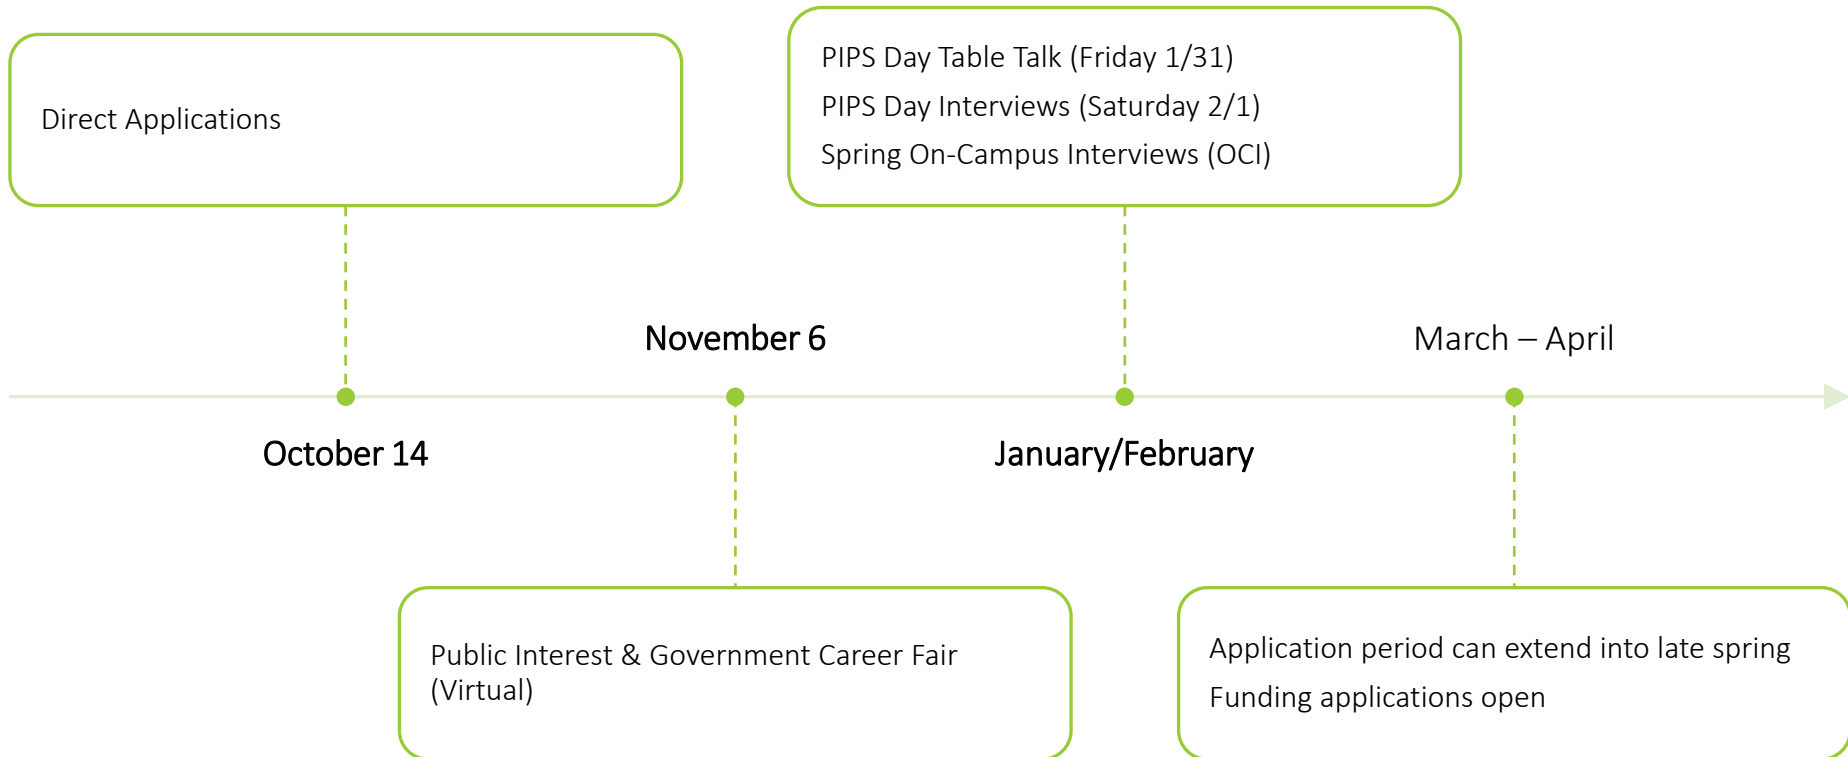 Direct Applications
October 14
November 6
Public Interest & Government Career Fair
(Virtual)
PIPS Day Table Talk (Friday 1/31)
PIPS Day Interviews (Saturday 2/1)
Spring On-Campus Interviews (OCI)
January/February
March – April
Application period can extend into late spring
Funding applications open